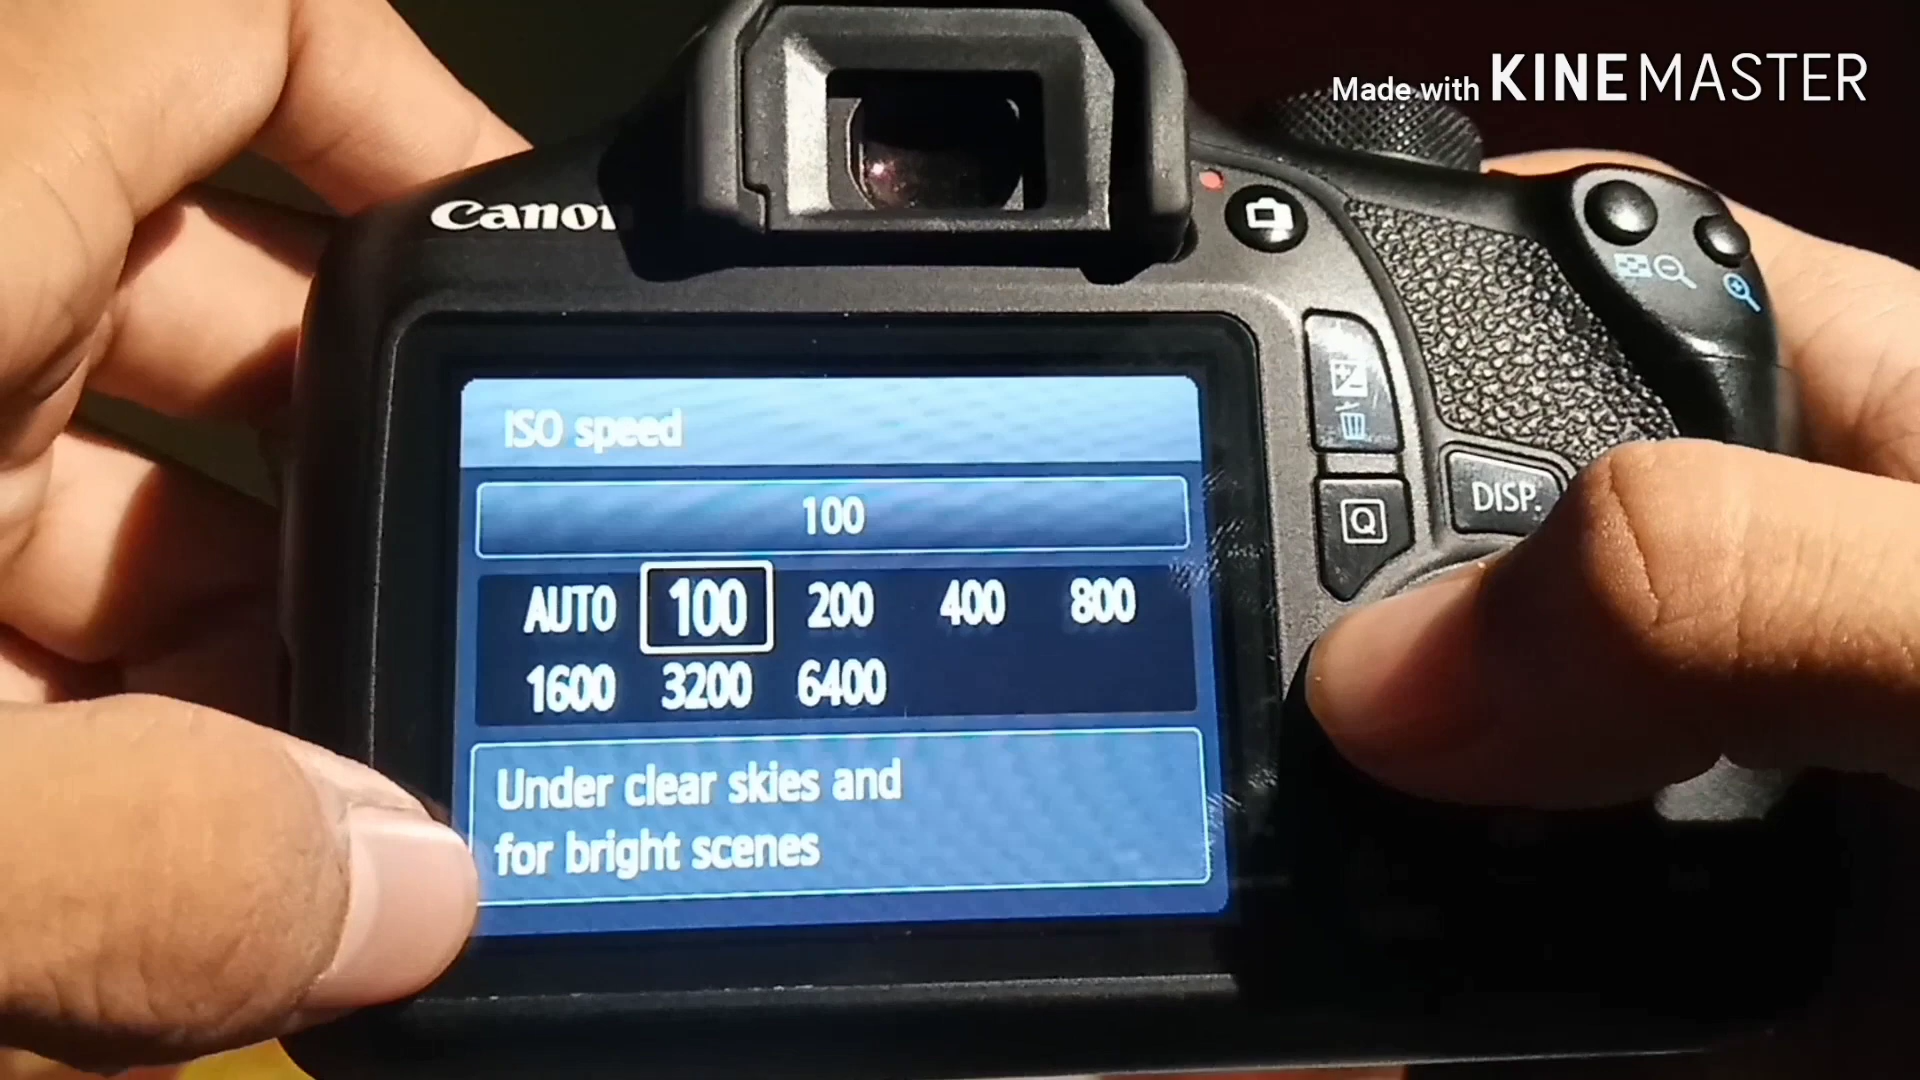 Made with KINEMASTER
Canon
ISO speed
100
AUTO 100 200 400 800
1600 3200 6400
Under clear skies and
for bright scenes
Q
DISP.